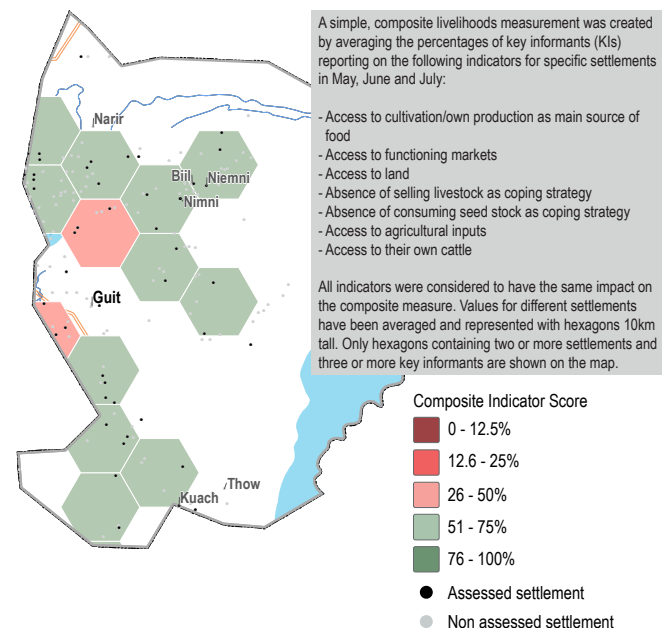 A simple, composite livelihoods measurement was created
by averaging the percentages of key informants (KIs)
reporting on the following indicators for specific settlements
in May, June and July:
- Access to cultivation/own production as main source of
food
- Access to functioning markets
- Access to land
- Absence of selling livestock as coping strategy
- Absence of consuming seed stock as coping strategy
- Access to agricultural inputs
- Access to their own cattle
All indicators were considered to have the same impact on
the composite measure. Values for different settlements
have been averaged and represented with hexagons 10km
tall. Only hexagons containing two or more settlements and
three or more key informants are shown on the map.
Narir
Biil
Niemni
Nimni
Guit
Thow
Kuach
Composite Indicator Score
0 - 12.5%
12.6 - 25%
26 - 50%
51 - 75%
76 - 100%
Assessed settlement
Non assessed settlement